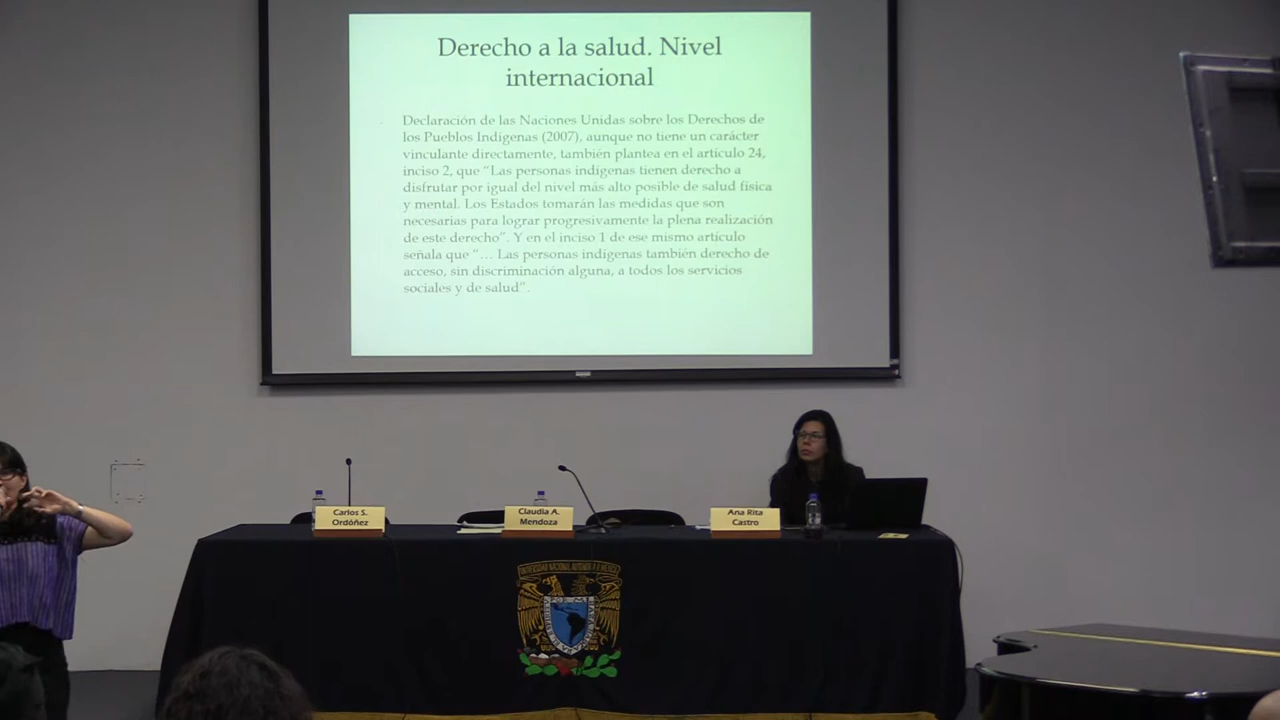 Derecho a la salud. Nivel
internacional
Declaración de las Naciones Unidas sobre los Derechos de
los Pueblos Indígenas (2007), aunque no tiene un carácter
vinculante directamente, también plantea en el artículo 24,
inciso 2, que “Las personas indígenas tienen derecho a
disfrutar por igual del nivel más alto posible de salud física
y mental. Los Estados tomarán las medidas que son
necesarias para lograr progresivamente la plena realización
de este derecho”. Y en el inciso 1 de ese mismo artículo
señala que “… Las personas indígenas también derecho de
acceso, sin discriminación alguna, a todos los servicios
sociales y de salud”.
Carlos S.
Ordóñez
Claudia A.
Mendoza
Ana Rita
Castro
UNIVERSIDAD NACIONAL AUTONOMA